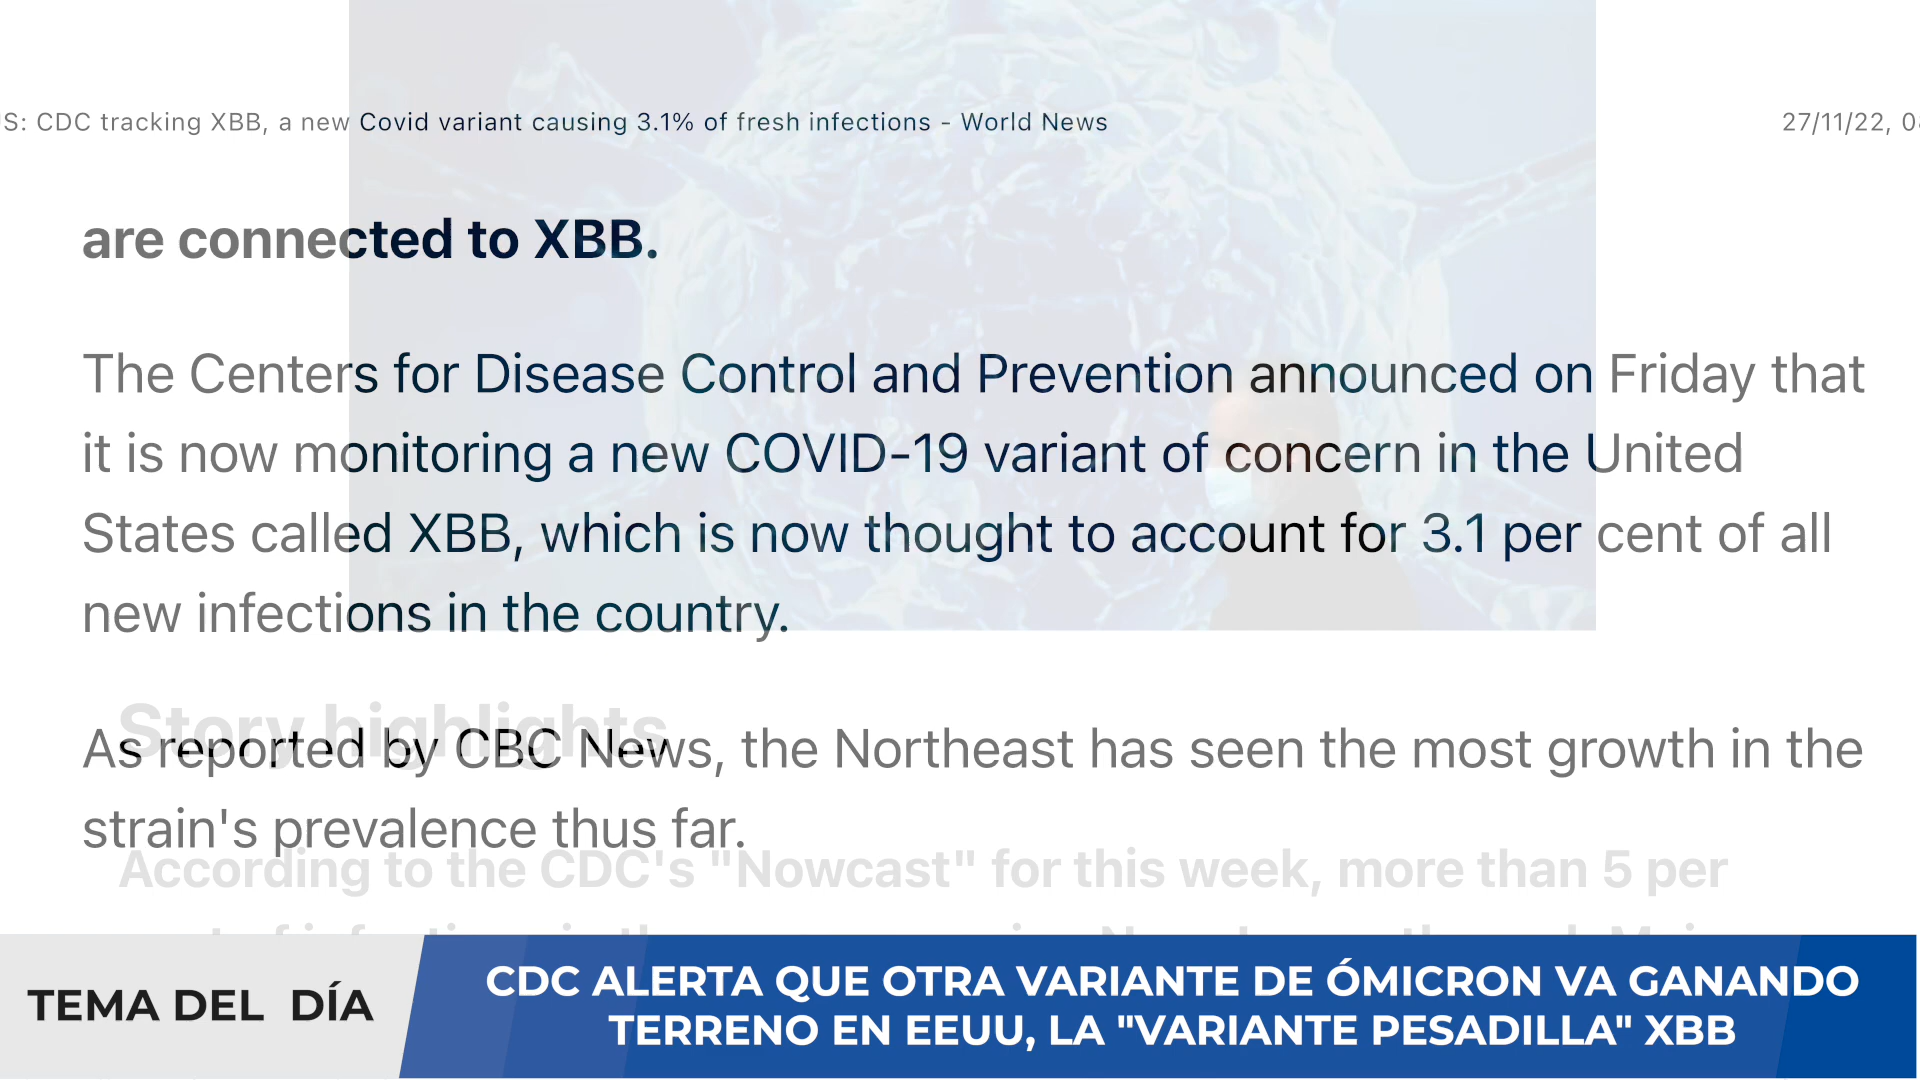 S: CDC tracking XBB, a new Covid variant causing 3.1% of fresh infections - World News
27/11/22,
are connected to XBB.
The Centers for Disease Control and Prevention announced on Friday that
it is now monitoring a new COVID-19 variant of concern in the United
States called XBB, which is now thought to account for 3.1 per cent of all
new infections in the country.
Story highlights
As reported by CBC News, the Northeast has seen the most growth in the
strain's prevalence thus far.
According to the CDC's "Nowcast" for this week, more than 5 per
TEMA DEL DÍA
CDC ALERTA QUE OTRA VARIANTE DE ÓMICRON VA GANANDO
TERRENO EN EEUU, LA "VARIANTE PESADILLA" XBB